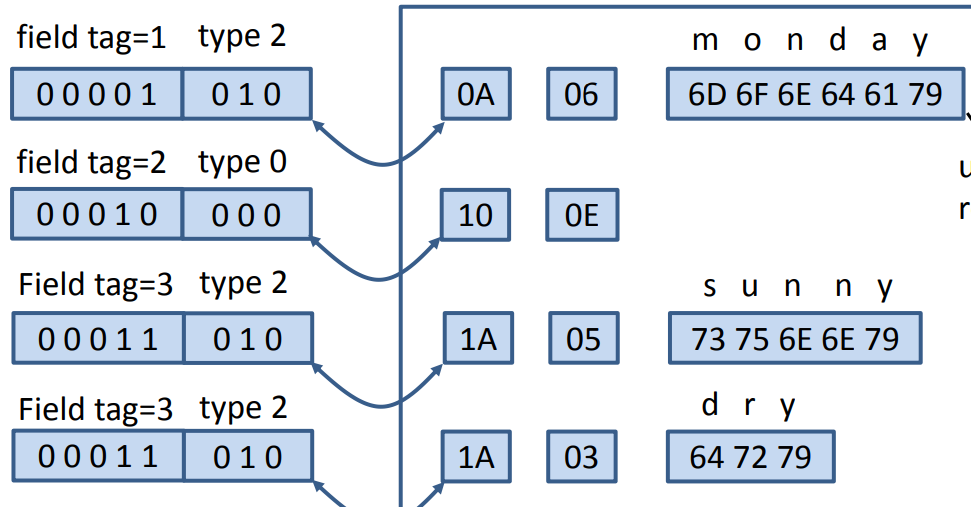 field tag=1 type 2 m o n d a y
0 0 0 0 1 0 1 0 0A 06 6D 6F 6E 64 61 79
field tag=2 type 0 u
0 0 0 1 0 0 0 0 10 0E r
Field tag=3 type 2 s u n n y
0 0 0 1 1 0 1 0 1A 05 73 75 6E 6E 79
Field tag=3 type 2 d r y
0 0 0 1 1 0 1 0 1A 03 64 72 79